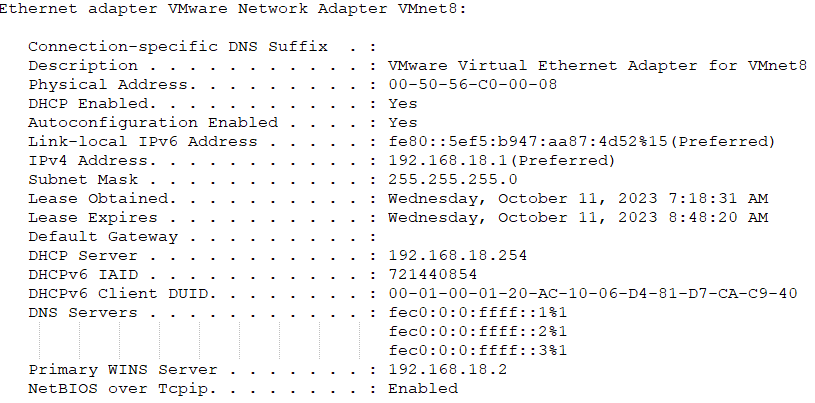 Ethernet adapter VMware Network Adapter VMnet8:
Connection-specific DNS Suffix  . :
Description . . . . . . . . . . . : VMware Virtual Ethernet Adapter for VMnet8
Physical Address. . . . . . . . . : 00-50-56-C0-00-08
DHCP Enabled. . . . . . . . . . . : Yes
Autoconfiguration Enabled . . . . : Yes
Link-local IPv6 Address . . . . . : fe80::5ef5:b947:aa87:4d52%15(Preferred)
IPv4 Address. . . . . . . . . . . : 192.168.18.1(Preferred)
Subnet Mask . . . . . . . . . . . : 255.255.255.0
Lease Obtained. . . . . . . . . . : Wednesday, October 11, 2023 7:18:31 AM
Lease Expires . . . . . . . . . . : Wednesday, October 11, 2023 8:48:20 AM
Default Gateway . . . . . . . . . :
DHCP Server . . . . . . . . . . . : 192.168.18.254
DHCPv6 IAID . . . . . . . . . . . : 721440854
DHCPv6 Client DUID. . . . . . . . : 00-01-00-01-20-AC-10-06-D4-81-D7-CA-C9-40
DNS Servers . . . . . . . . . . . : fec0:0:0:ffff::1%1
fec0:0:0:ffff::2%1
fec0:0:0:ffff::3%1
Primary WINS Server . . . . . . . : 192.168.18.2
NetBIOS over Tcpip. . . . . . . . : Enabled